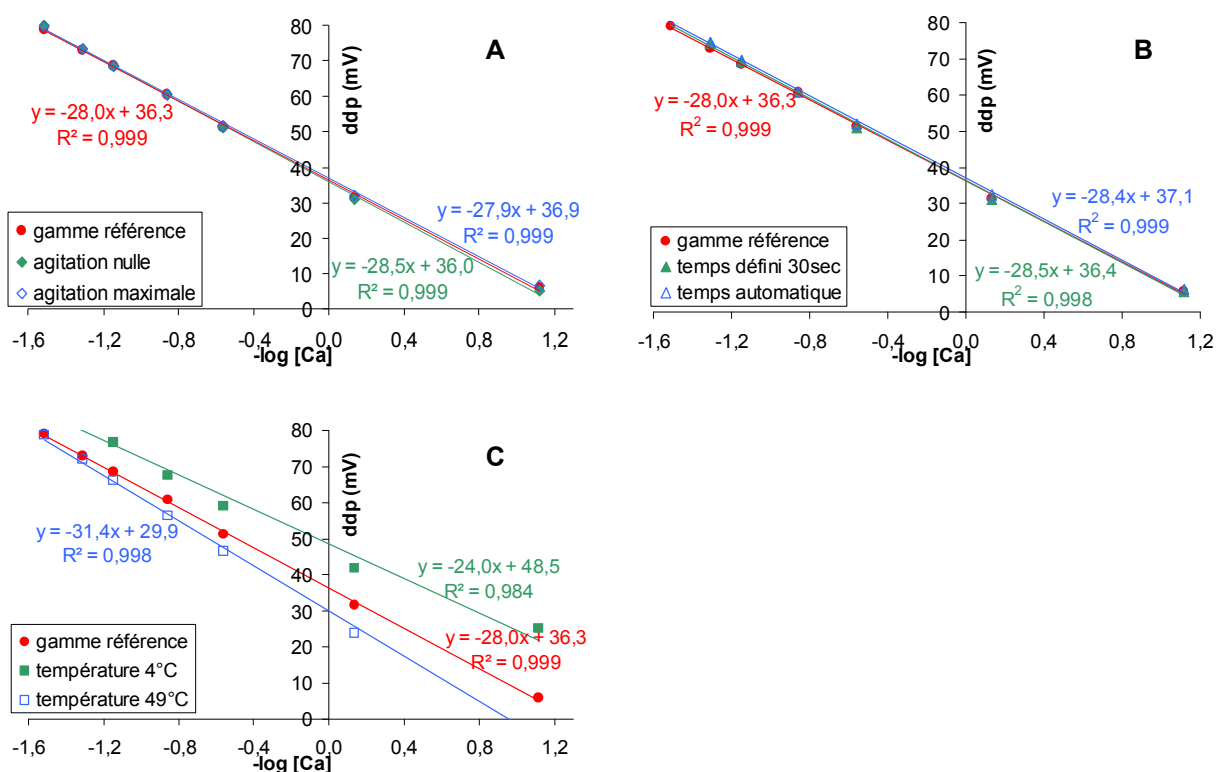 A
ddp (mV)
80
70
60
50
40
30
20
10
0
y = -28,0x + 36,3
R² = 0,999
y = -27,9x + 36,9
R² = 0,999
y = -28,5x + 36,0
R² = 0,999
gamme référence
agitation nulle
agitation maximale
-1,6 -1,2 -0,8 -0,4 0,0 0,4 0,8 1,2
-log [Ca]
B
ddp (mV)
80
70
60
50
40
30
20
10
0
y = -28,0x + 36,3
R² = 0,999
y = -28,4x + 37,1
R² = 0,999
y = -28,5x + 36,4
R² = 0,998
gamme référence
temps défini 30sec
temps automatique
-1,6 -1,2 -0,8 -0,4 0,0 0,4 0,8 1,2
-log [Ca]
C
ddp (mV)
80
70
60
50
40
30
20
10
0
y = -31,4x + 29,9
R² = 0,998
y = -24,0x + 48,5
R² = 0,984
y = -28,0x + 36,3
R² = 0,999
gamme référence
température 4°C
température 49°C
-1,6 -1,2 -0,8 -0,4 0,0 0,4 0,8 1,2
-log [Ca]